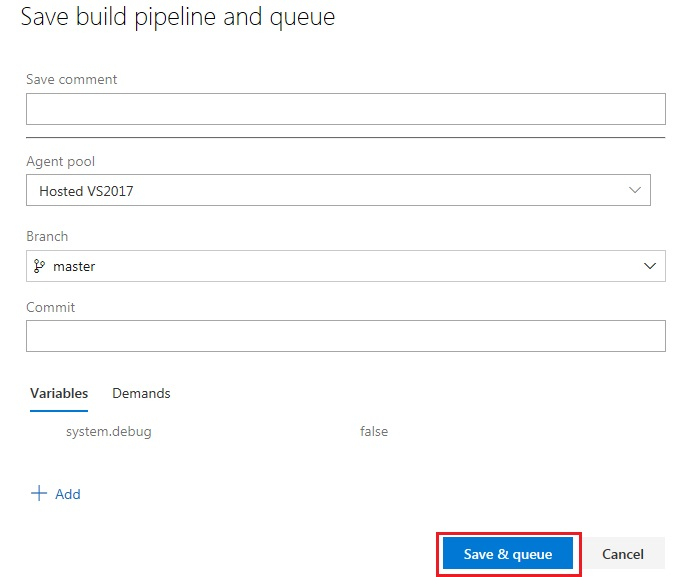 Save build pipeline and queue
Save comment
Agent pool
Hosted VS2017
Branch
master
Commit
Variables Demands
system.debug false
Add
Save & queue Cancel